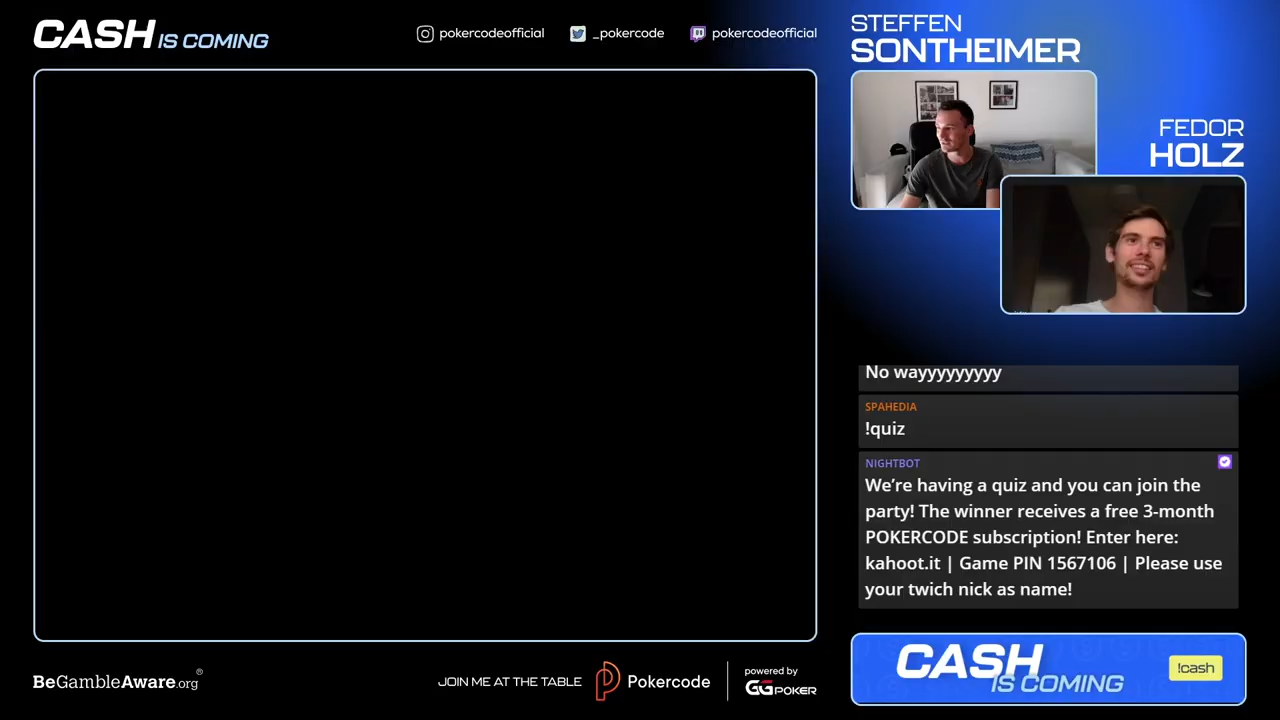 CASH IS COMING
pokercodeofficial
_pokercode
pokercodeofficial
STEFFEN
SONTHEIMER
FEDOR
HOLZ
No wayyyyyyyyy
SPAHEDIA
!quiz
NIGHTBOT
We’re having a quiz and you can join the
party! The winner receives a free 3-month
POKERCODE subscription! Enter here:
kahoot.it | Game PIN 1567106 | Please use
your twich nick as name!
CASH
IS COMING
!cash
BeGambleAware.org®
JOIN ME AT THE TABLE
Pokercode
powered by
GGPOKER